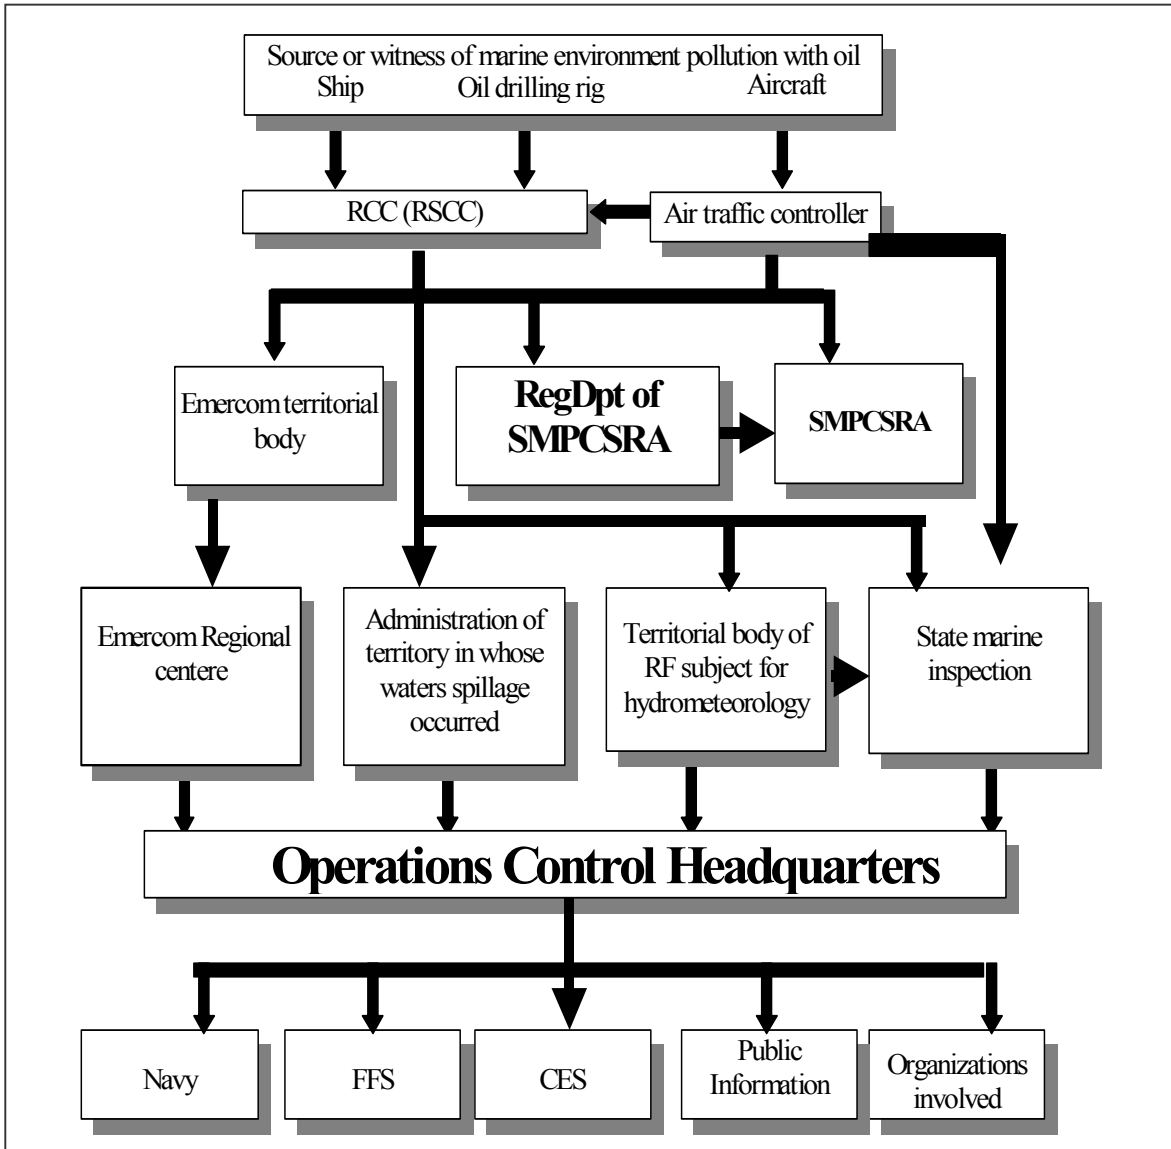 Source or witness of marine environment pollution with oil
Ship Oil drilling rig Aircraft
RCC (RSCC)
Air traffic controller
Emercom territorial
body
RegDpt of
SMPCSRA
SMPCSRA
Emercom Regional
centere
Administration of
territory in whose
waters spillage
occurred
Territorial body of
RF subject for
hydrometeorology
State marine
inspection
Operations Control Headquarters
Navy
FFS
CES
Public
Information
Organizations
involved